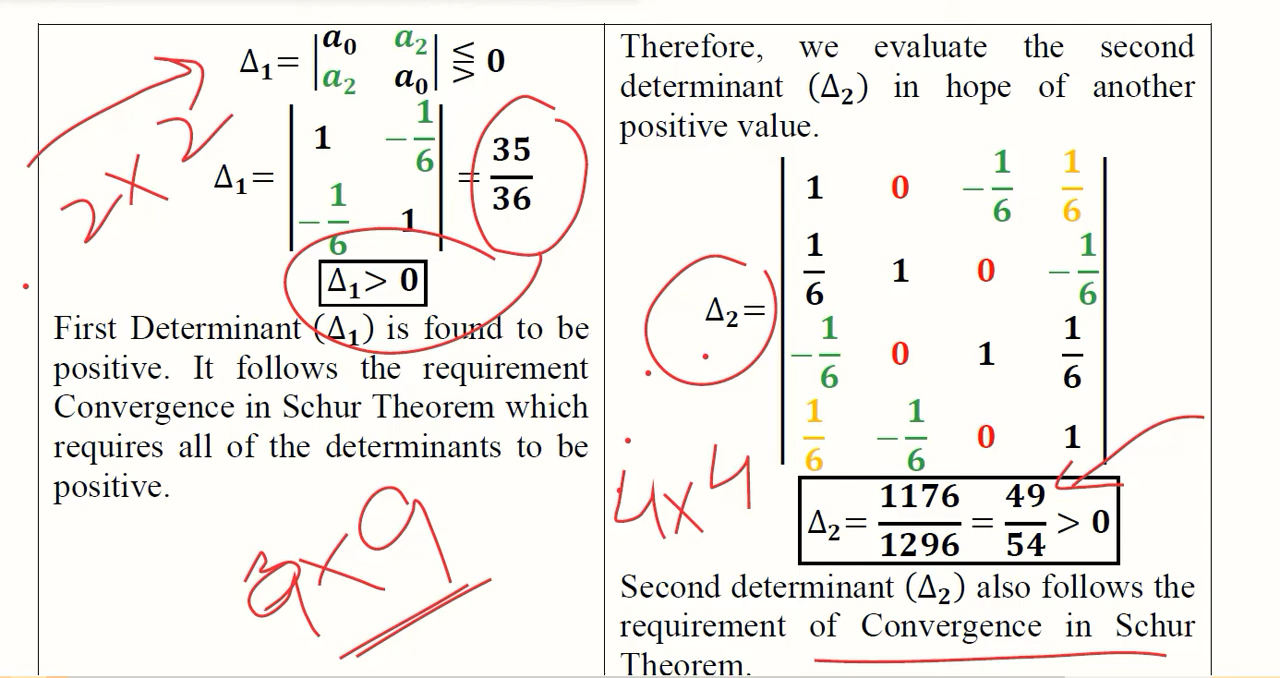 Δ₁= |a₀ a₂| ⋚ 0
|a₂ a₀|
Δ₁= |1 -1/6| = 35/36
|-1/6 1|
Δ₁> 0
First Determinant (Δ₁) is found to be
positive. It follows the requirement
Convergence in Schur Theorem which
requires all of the determinants to be
positive.
2 x 2
Therefore, we evaluate the second
determinant (Δ₂) in hope of another
positive value.
Δ₂= |1 0 -1/6 1/6|
|1/6 1 0 -1/6|
|-1/6 0 1 1/6|
|1/6 -1/6 0 1|
4x4
Δ₂= 1176/1296 = 49/54 > 0
Second determinant (Δ₂) also follows the
requirement of Convergence in Schur
Theorem.